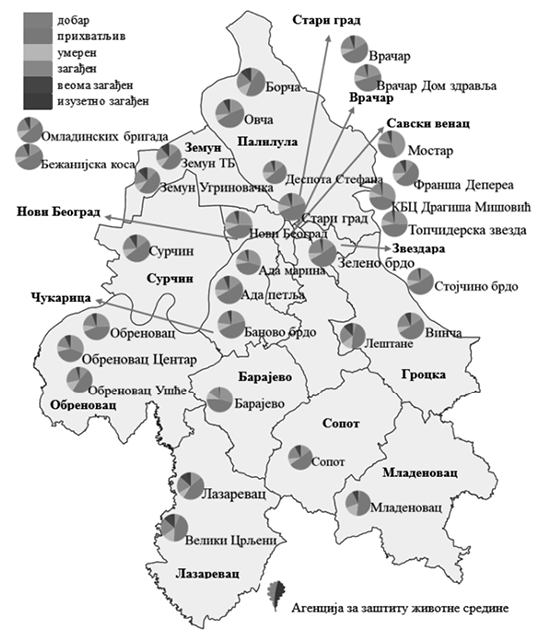 добар
прихватљив
умерен
загађен
веома загађен
изузетно загађен
Омладинских бригада
Бежанијска коса
Стари град
Врачар
Врачар Дом здравља
Врачар
Борча
Овча
Палилула
Савски венац
Мостар
Земун
Земун ТБ
Земун Угриновачка
Деспота Стефана
Франша Депереа
КБЦ Драгиша Мишовић
Топчидерска звезда
Нови Београд
Стари град
Нови Београд
Звездара
Зелено брдо
Сурчин
Сурчин
Ада марина
Ада петља
Стојчино брдо
Чукарица
Баново брдо
Обреновац
Обреновац Центар
Обреновац Ушће
Обреновац
Лештане
Винча
Гроцка
Барајево
Барајево
Сопот
Сопот
Младеновац
Младеновац
Лазаревац
Велики Црљени
Лазаревац
Агенција за заштиту животне средине